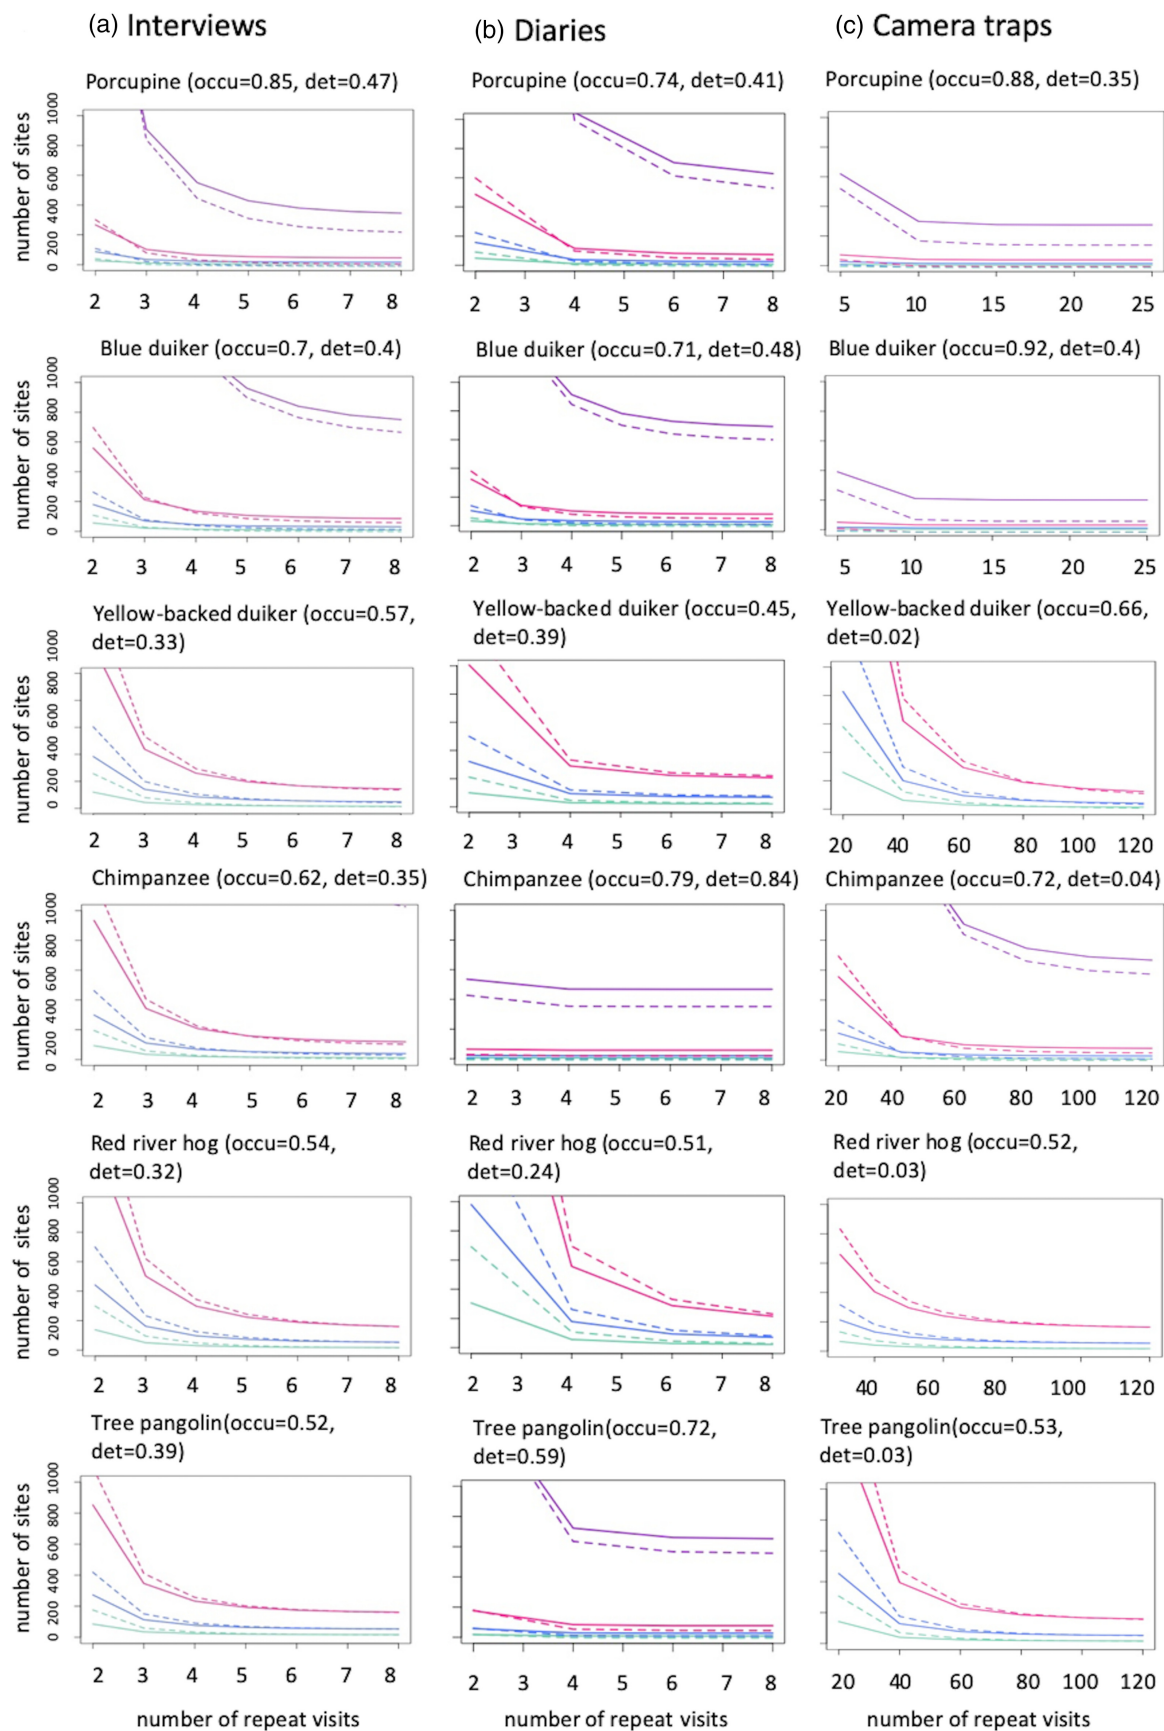 (a) Interviews
(b) Diaries
(c) Camera traps
Porcupine (occu=0.85, det=0.47)
Porcupine (occu=0.74, det=0.41)
Porcupine (occu=0.88, det=0.35)
number of sites
0 200 400 600 800 1000
2 3 4 5 6 7 8
2 3 4 5 6 7 8
5 10 15 20 25
Blue duiker (occu=0.7, det=0.4)
Blue duiker (occu=0.71, det=0.48)
Blue duiker (occu=0.92, det=0.4)
number of sites
0 200 400 600 800 1000
2 3 4 5 6 7 8
2 3 4 5 6 7 8
5 10 15 20 25
Yellow-backed duiker (occu=0.57,
det=0.33)
Yellow-backed duiker (occu=0.45,
det=0.39)
Yellow-backed duiker (occu=0.66,
det=0.02)
number of sites
0 200 400 600 800 1000
2 3 4 5 6 7 8
2 3 4 5 6 7 8
20 40 60 80 100 120
Chimpanzee (occu=0.62, det=0.35)
Chimpanzee (occu=0.79, det=0.84)
Chimpanzee (occu=0.72, det=0.04)
number of sites
0 200 400 600 800 1000
2 3 4 5 6 7 8
2 3 4 5 6 7 8
20 40 60 80 100 120
Red river hog (occu=0.54,
det=0.32)
Red river hog (occu=0.51,
det=0.24)
Red river hog (occu=0.52,
det=0.03)
number of sites
0 200 400 600 800 1000
2 3 4 5 6 7 8
2 3 4 5 6 7 8
40 60 80 100 120
Tree pangolin(occu=0.52,
det=0.39)
Tree pangolin(occu=0.72,
det=0.59)
Tree pangolin(occu=0.53,
det=0.03)
number of sites
0 200 400 600 800 1000
2 3 4 5 6 7 8
2 3 4 5 6 7 8
20 40 60 80 100 120
number of repeat visits
number of repeat visits
number of repeat visits